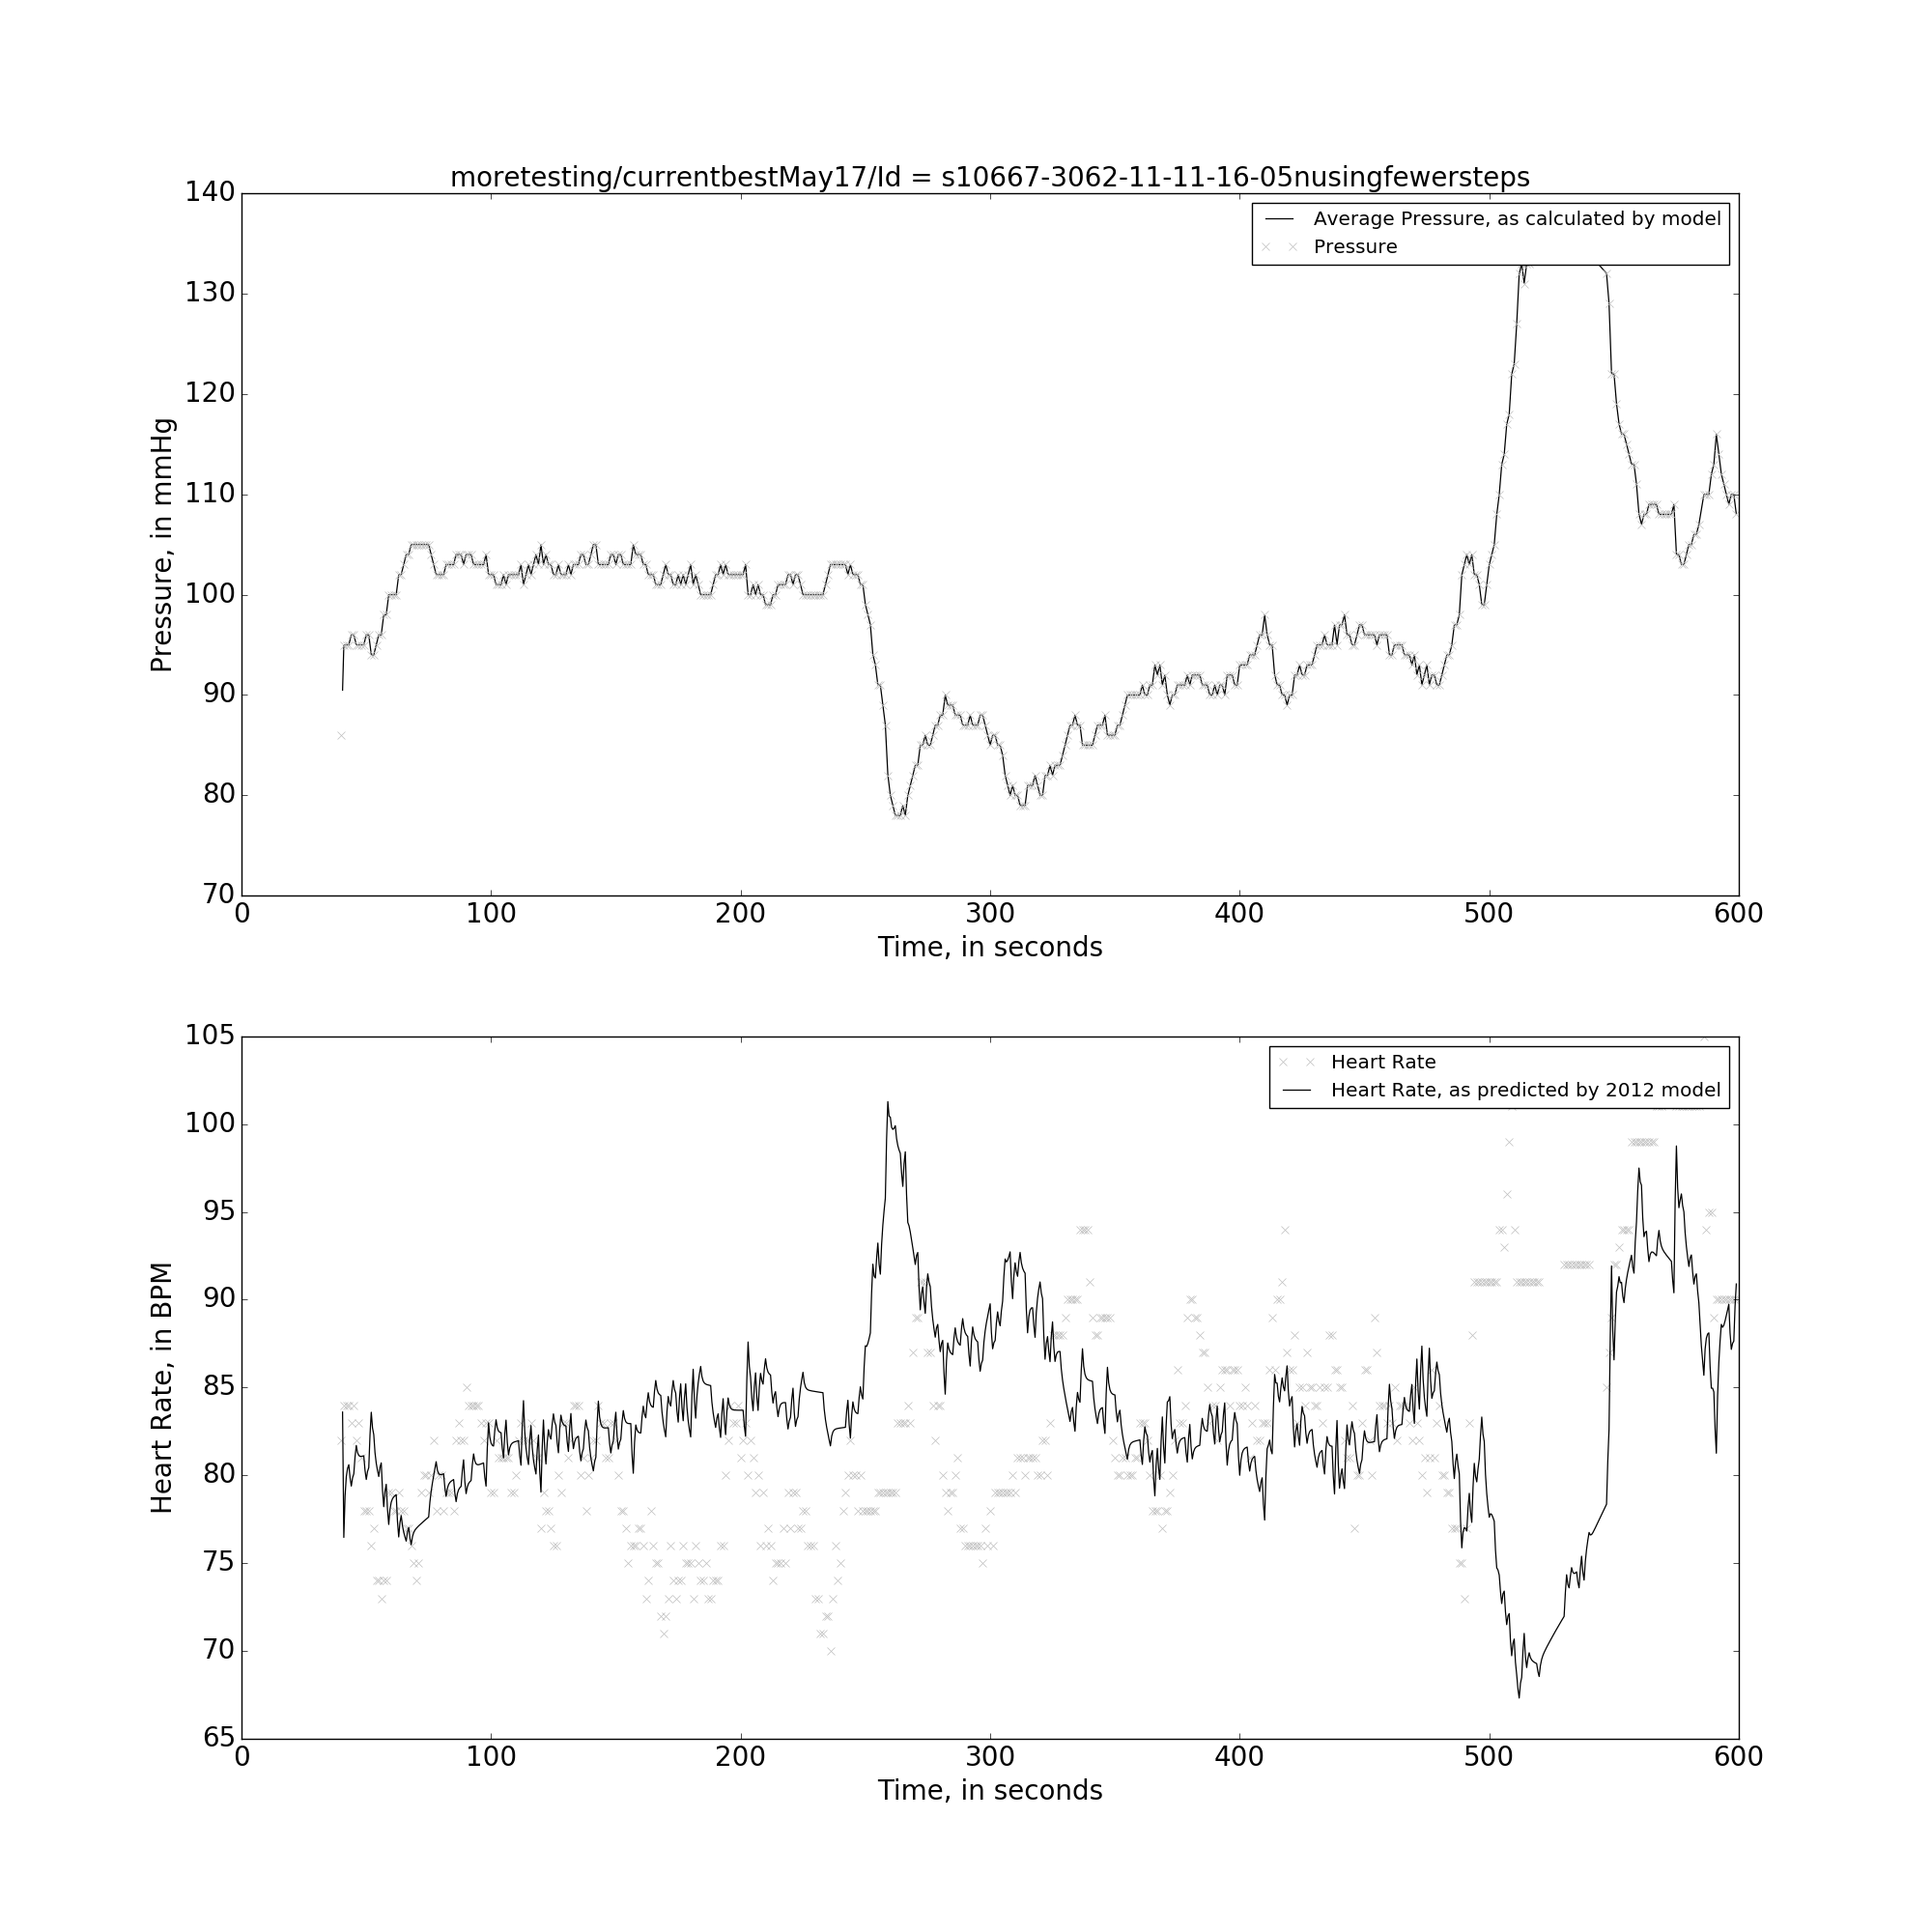 moretesting/currentbestMay17/Id = s10667-3062-11-11-16-05nusingfewersteps
140
130
120
110
100
90
80
70
Pressure, in mmHg
Average Pressure, as calculated by model
Pressure
0 100 200 300 400 500 600
Time, in seconds
105
100
95
90
85
80
75
70
65
Heart Rate, in BPM
Heart Rate
Heart Rate, as predicted by 2012 model
0 100 200 300 400 500 600
Time, in seconds